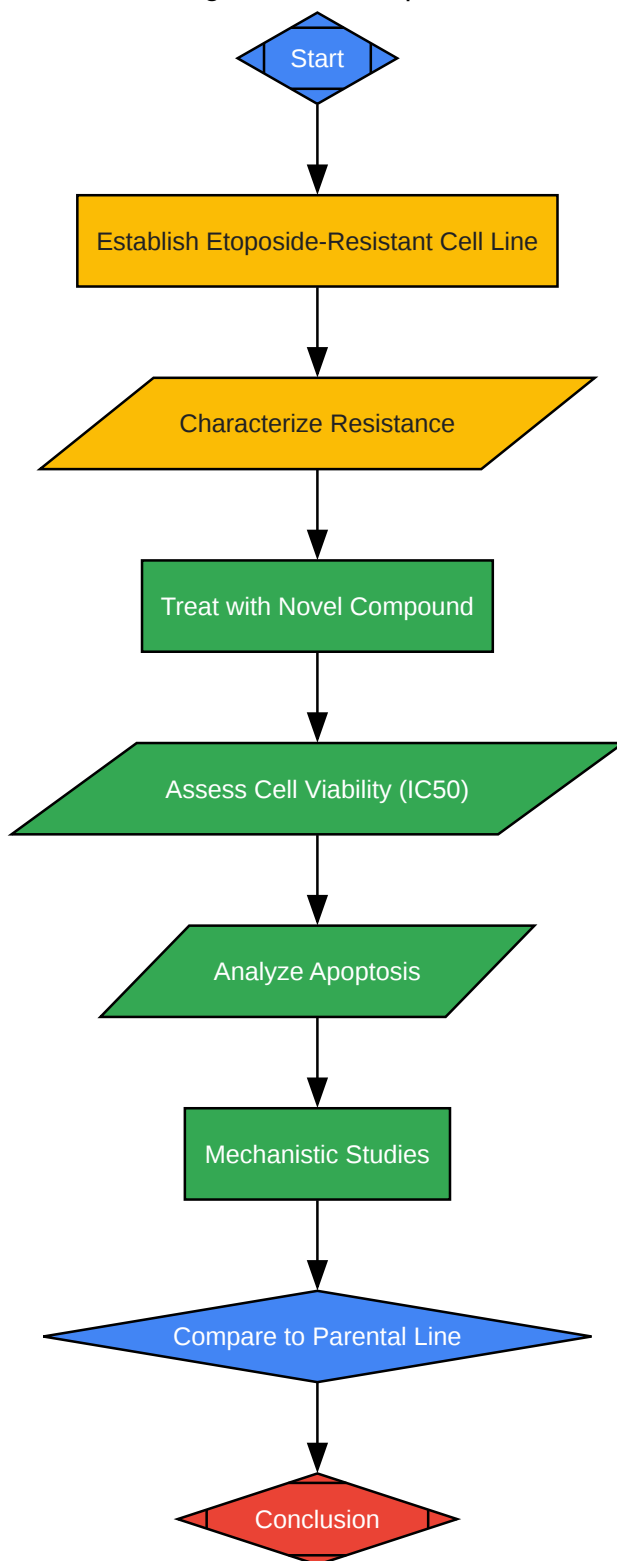 Start
Establish Etoposide-Resistant Cell Line
Characterize Resistance
Treat with Novel Compound
Assess Cell Viability (IC50)
Analyze Apoptosis
Mechanistic Studies
Compare to Parental Line
Conclusion